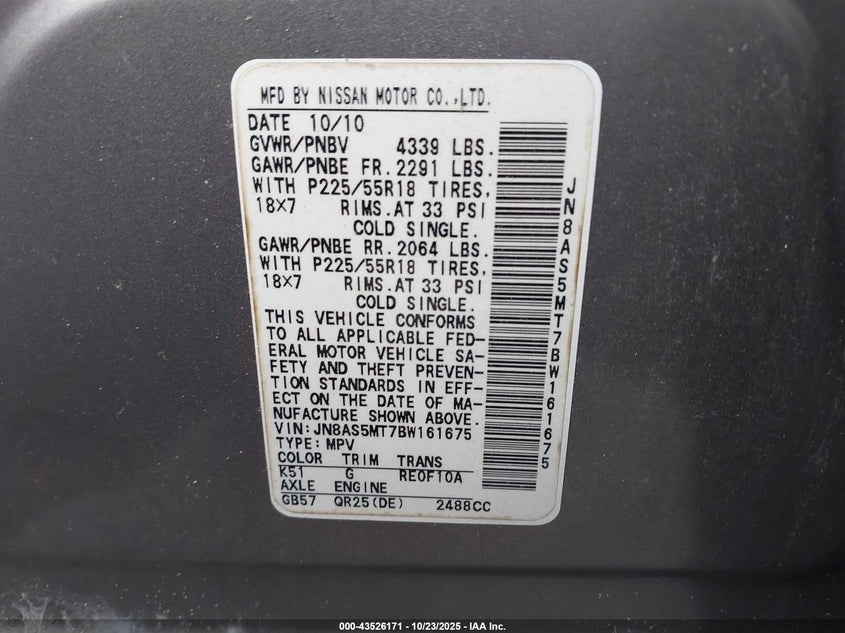 MFD BY NISSAN MOTOR CO.,LTD.
DATE 10/10
GVWR/PNBV 4339 LBS.
GAWR/PNBE FR.2291 LBS.
WITH P225/55R18 TIRES,
18X7 RIMS.AT 33 PSI
COLD SINGLE.
GAWR/PNBE RR.2064 LBS.
WITH P225/55R18 TIRES,
18X7 RIMS.AT 33 PSI
COLD SINGLE.
THIS VEHICLE CONFORMS
TO ALL APPLICABLE FED-
ERAL MOTOR VEHICLE SA-
FETY AND THEFT PREVEN-
TION STANDARDS IN EFF-
ECT ON THE DATE OF MA-
NUFACTURE SHOWN ABOVE.
VIN:JN8AS5MT7BW161675
TYPE:MPV
COLOR TRIM TRANS
K51 G RE0F10A
AXLE ENGINE
GB57 QR25(DE) 2488CC
JN8AS5MT7BW161675
000-43526171 - 10/23/2025 - IAA Inc.